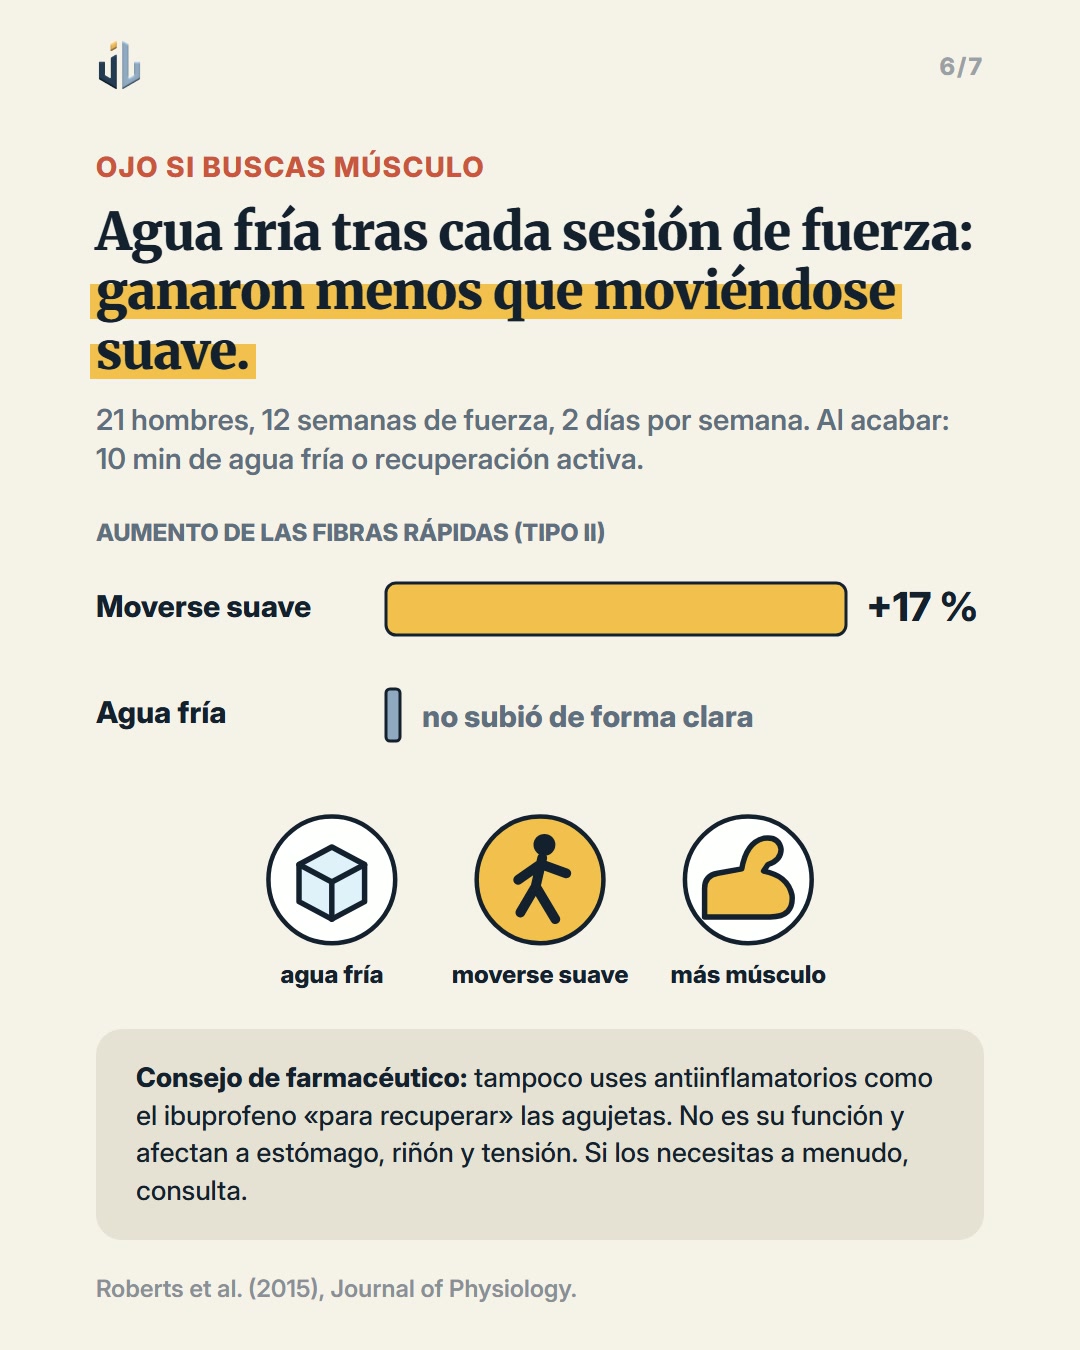 6/7
OJO SI BUSCAS MÚSCULO
Agua fría tras cada sesión de fuerza:
ganaron menos que moviéndose
suave.
21 hombres, 12 semanas de fuerza, 2 días por semana. Al acabar:
10 min de agua fría o recuperación activa.
AUMENTO DE LAS FIBRAS RÁPIDAS (TIPO II)
Moverse suave
+17 %
Agua fría
no subió de forma clara
agua fría
moverse suave
más músculo
Consejo de farmacéutico: tampoco uses antiinflamatorios como
el ibuprofeno «para recuperar» las agujetas. No es su función y
afectan a estómago, riñón y tensión. Si los necesitas a menudo,
consulta.
Roberts et al. (2015), Journal of Physiology.